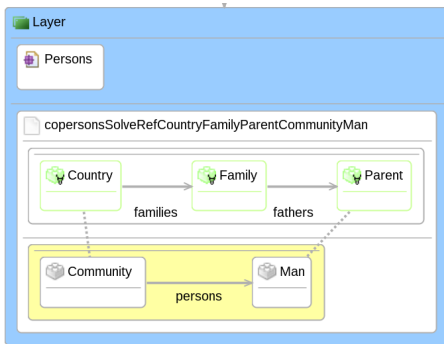 Layer
Persons
copersonsSolveRefCountryFamilyParentCommunityMan
Country
Family
Parent
families
fathers
Community
Man
persons